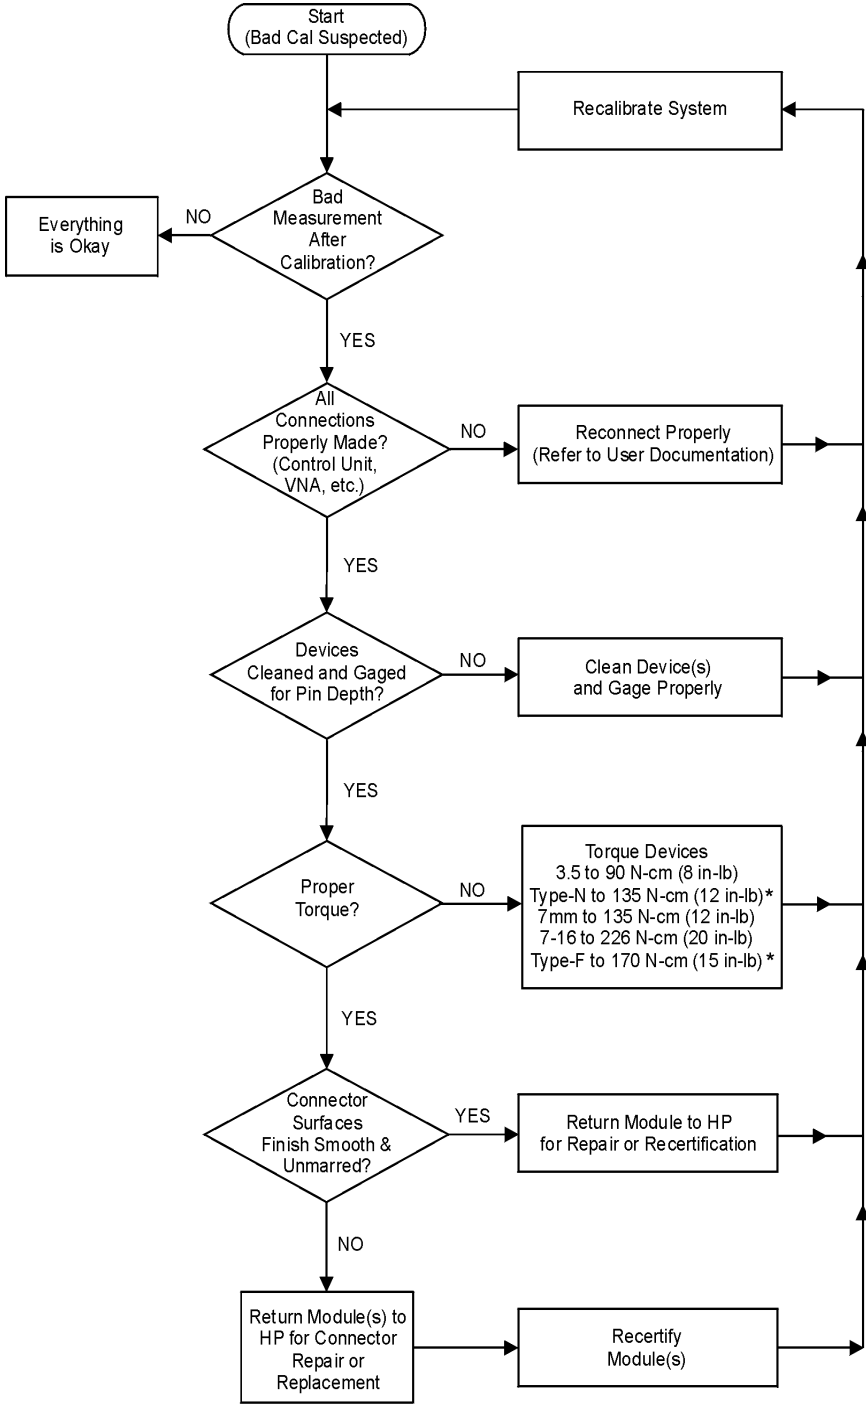 Start
(Bad Cal Suspected)
Recalibrate System
Bad
Measurement
After
Calibration?
NO
Everything
is Okay
YES
All
Connections
Properly Made?
(Control Unit,
VNA, etc.)
NO
Reconnect Properly
(Refer to User Documentation)
YES
Devices
Cleaned and Gaged
for Pin Depth?
NO
Clean Device(s)
and Gage Properly
YES
Proper
Torque?
NO
Torque Devices
3.5 to 90 N-cm (8 in-lb)
Type-N to 135 N-cm (12 in-lb)*
7mm to 135 N-cm (12 in-lb)
7-16 to 226 N-cm (20 in-lb)
Type-F to 170 N-cm (15 in-lb) *
YES
Connector
Surfaces
Finish Smooth &
Unmarred?
YES
Return Module to HP
for Repair or Recertification
NO
Return Module(s) to
HP for Connector
Repair or
Replacement
Recertify
Module(s)